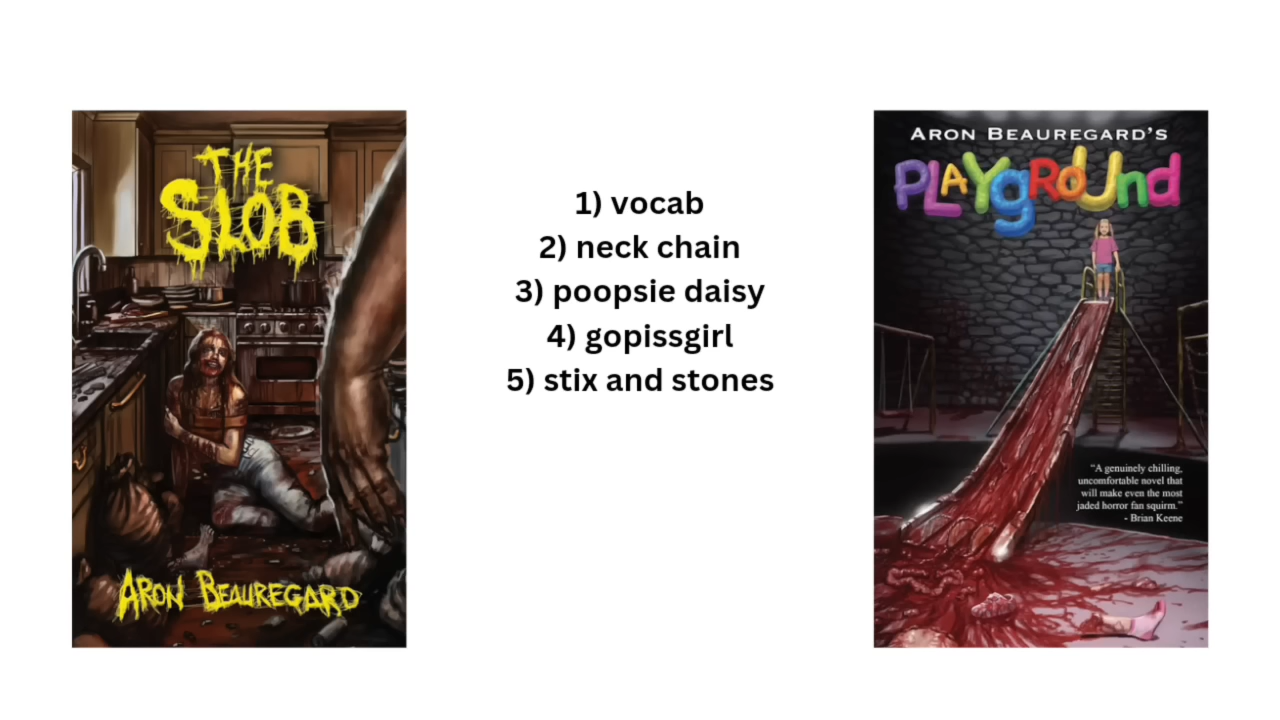 THE
SLOB
ARON BEAUREGARD
1) vocab
2) neck chain
3) poopsie daisy
4) gopissgirl
5) stix and stones
ARON BEAUREGARD'S
PLAYgRoUnd
"A genuinely chilling,
uncomfortable novel that
will make even the most
jaded horror fan squirm."
- Brian Keene